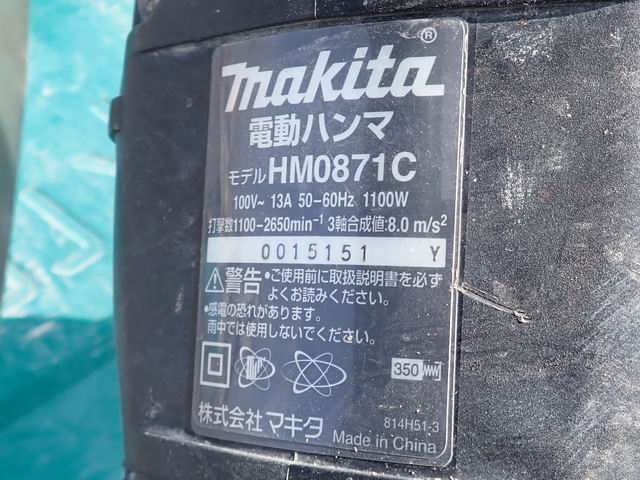 makita®
電動ハンマ
モデルHM0871C
100V~ 13A 50-60Hz 1100W
打撃数1100-2650min⁻¹ 3軸合成値:8.0 m/s²
0015151 Y
警告 •ご使用前に取扱説明書を必ず
よくお読みください。
•感電の恐れがあります。
雨中では使用しないでください。
350
株式会社 マキタ
814H51-3
Made in China